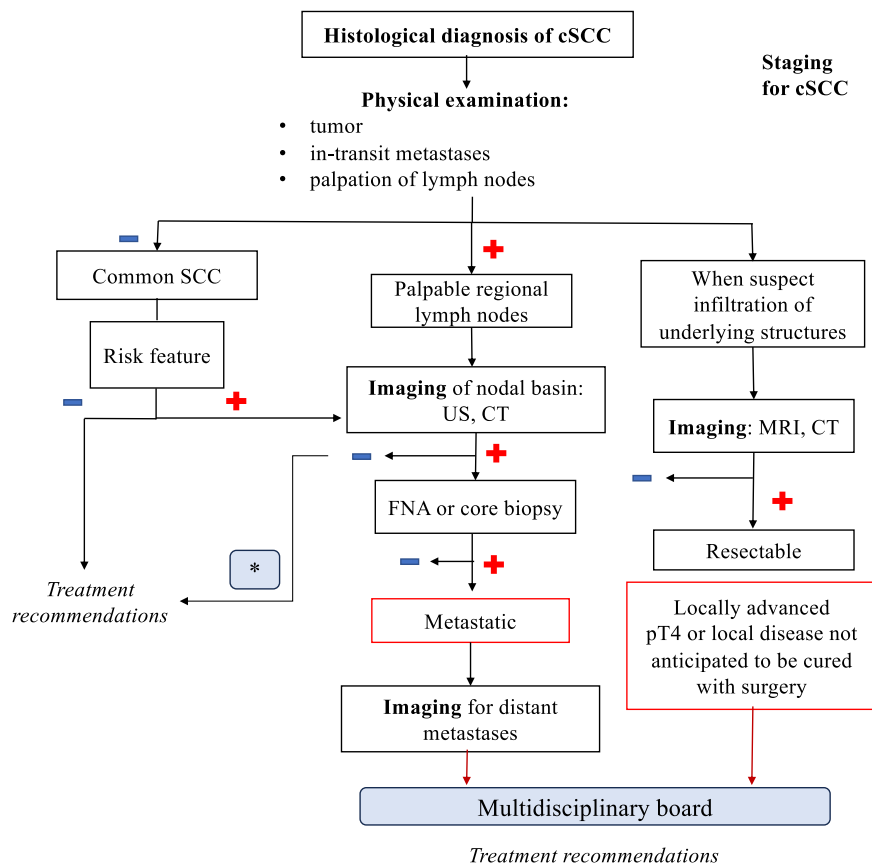 Histological diagnosis of cSCC
Staging
for cSCC
Physical examination:
• tumor
• in-transit metastases
• palpation of lymph nodes
Common SCC
Risk feature
Palpable regional
lymph nodes
Imaging of nodal basin:
US, CT
FNA or core biopsy
*
Treatment
recommendations
Metastatic
Imaging for distant
metastases
When suspect
infiltration of
underlying structures
Imaging: MRI, CT
Resectable
Locally advanced
pT4 or local disease not
anticipated to be cured
with surgery
Multidisciplinary board
Treatment recommendations